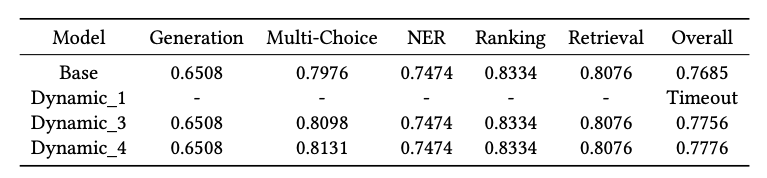 Model Generation Multi-Choice NER Ranking Retrieval Overall
Base 0.6508 0.7976 0.7474 0.8334 0.8076 0.7685
Dynamic_1 - - - - - Timeout
Dynamic_3 0.6508 0.8098 0.7474 0.8334 0.8076 0.7756
Dynamic_4 0.6508 0.8131 0.7474 0.8334 0.8076 0.7776